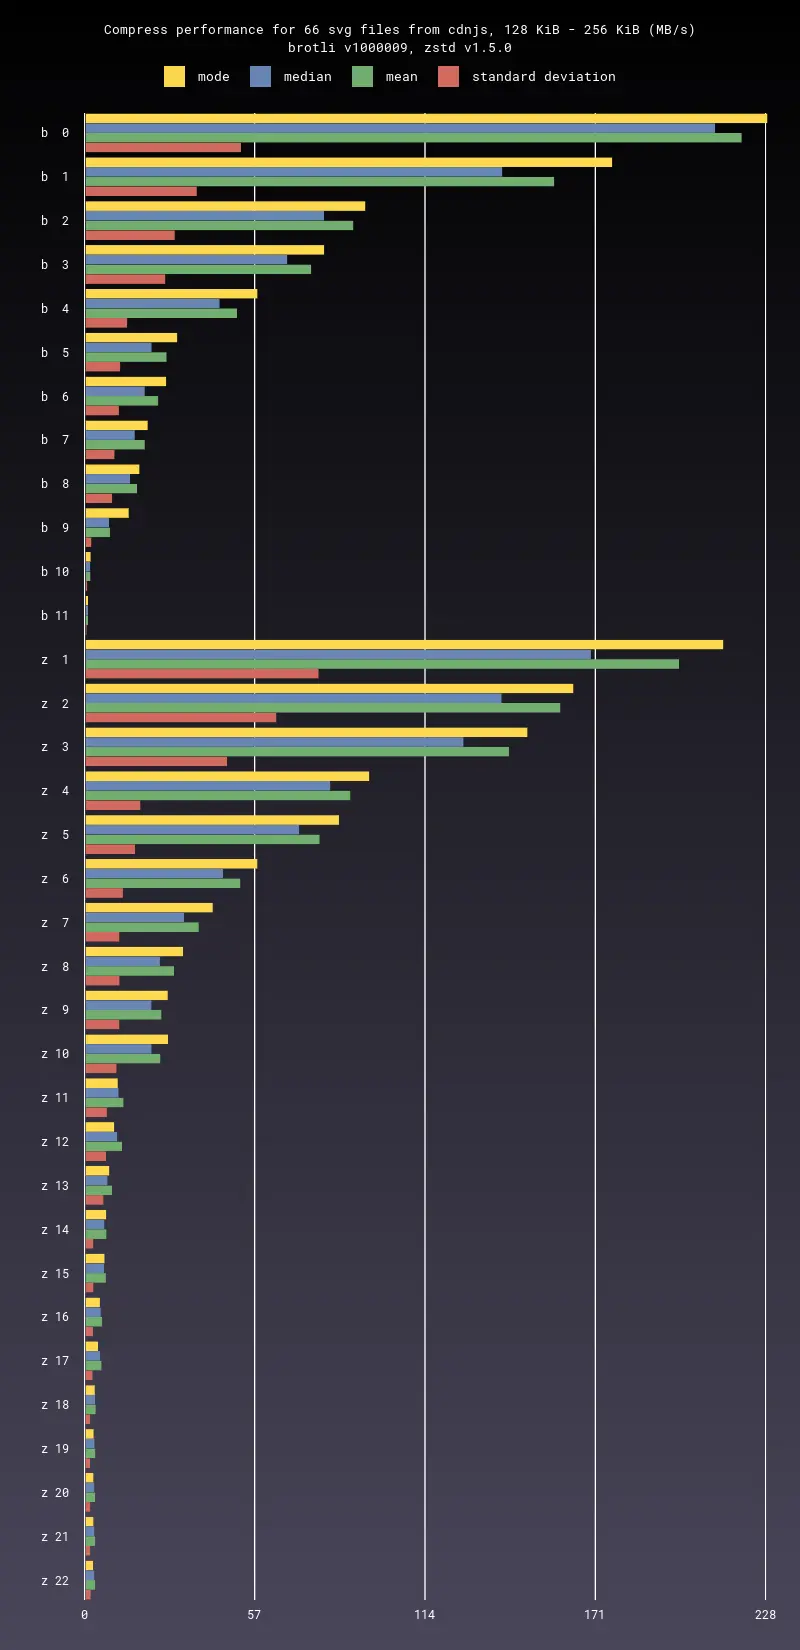 Compress performance for 66 svg files from cdnjs, 128 KiB - 256 KiB (MB/s)
brotli v1000009, zstd v1.5.0
mode median mean standard deviation
b 0
b 1
b 2
b 3
b 4
b 5
b 6
b 7
b 8
b 9
b 10
b 11
z 1
z 2
z 3
z 4
z 5
z 6
z 7
z 8
z 9
z 10
z 11
z 12
z 13
z 14
z 15
z 16
z 17
z 18
z 19
z 20
z 21
z 22
0 57 114 171 228